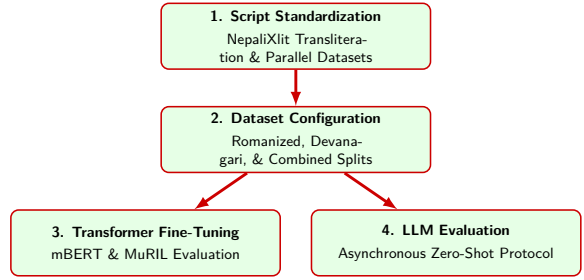 1. Script Standardization
NepaliXlit Translitera-
tion & Parallel Datasets
2. Dataset Configuration
Romanized, Devana-
gari, & Combined Splits
3. Transformer Fine-Tuning
mBERT & MuRIL Evaluation
4. LLM Evaluation
Asynchronous Zero-Shot Protocol